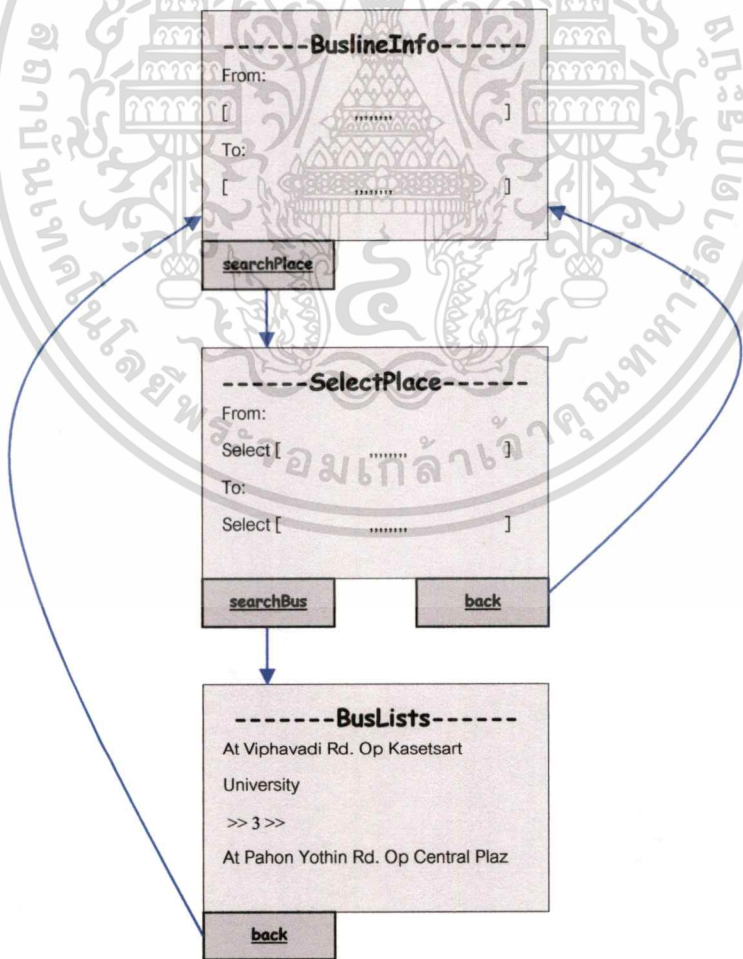 ------BuslineInfo------
From:
[ ,,,,,,,, ]
To:
[ ,,,,,,,, ]
searchPlace
------SelectPlace------
From:
Select [ ,,,,,,,, ]
To:
Select [ ,,,,,,,, ]
searchBus
back
-------BusLists------
At Viphavadi Rd. Op Kasetsart
University
>> 3 >>
At Pahon Yothin Rd. Op Central Plaz
back